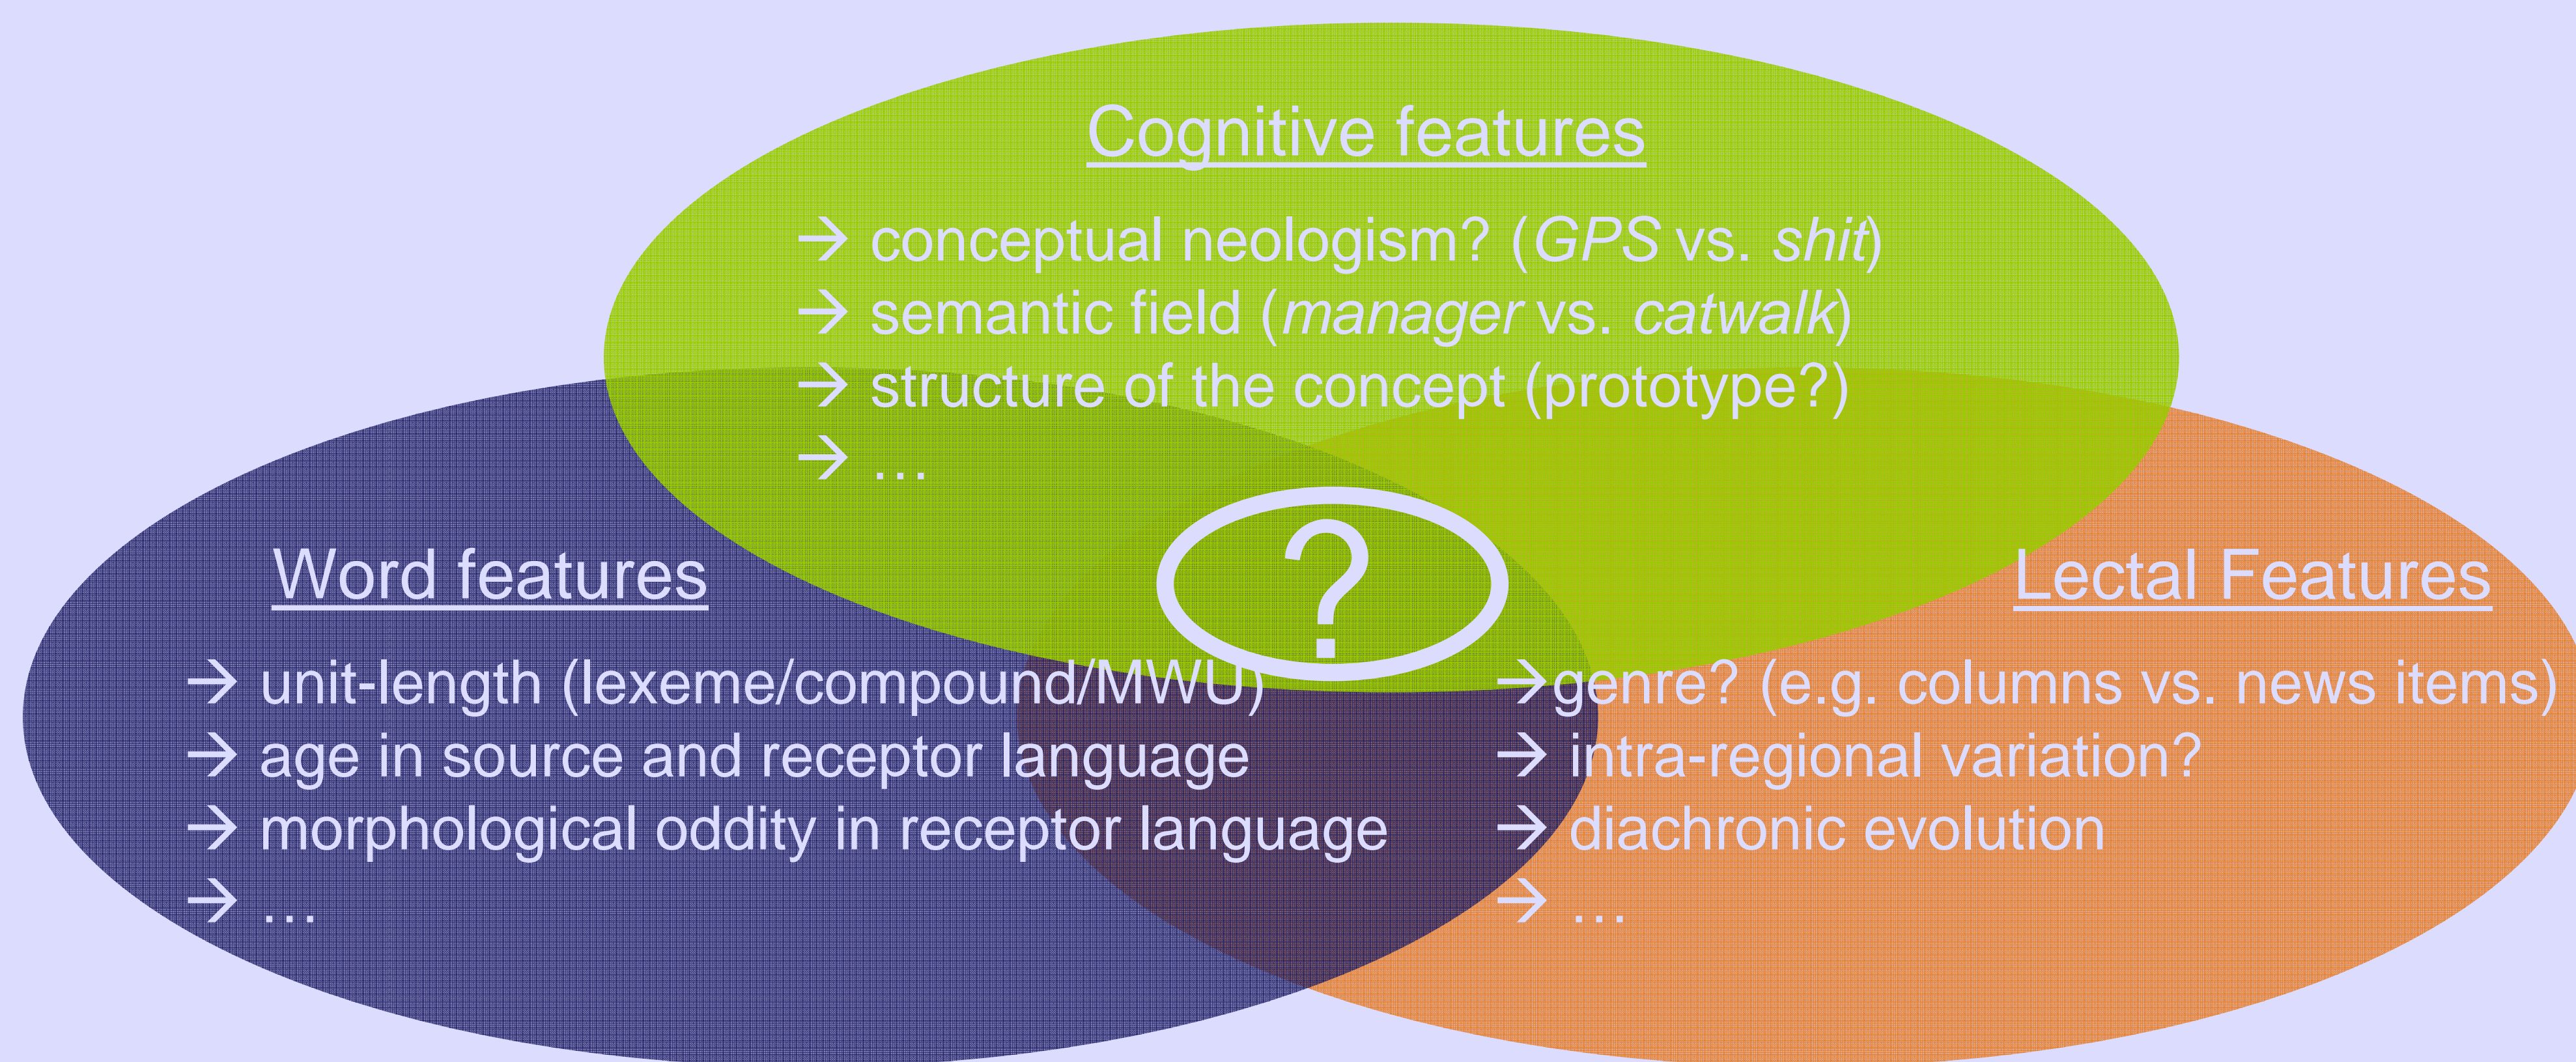 Cognitive features
→ conceptual neologism? (GPS vs. shit)
→ semantic field (manager vs. catwalk)
→ structure of the concept (prototype?)
→ …
?
Word features
→ unit-length (lexeme/compound/MWU)
→ age in source and receptor language
→ morphological oddity in receptor language
→ …
Lectal Features
→genre? (e.g. columns vs. news items)
→ intra-regional variation?
→ diachronic evolution
→ …